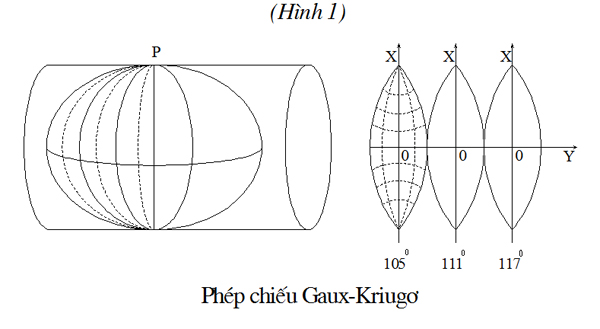 (Hình 1)
P
X X X
0 0 0 Y
105⁰ 111⁰ 117⁰
Phép chiếu Gaux-Kriugơ